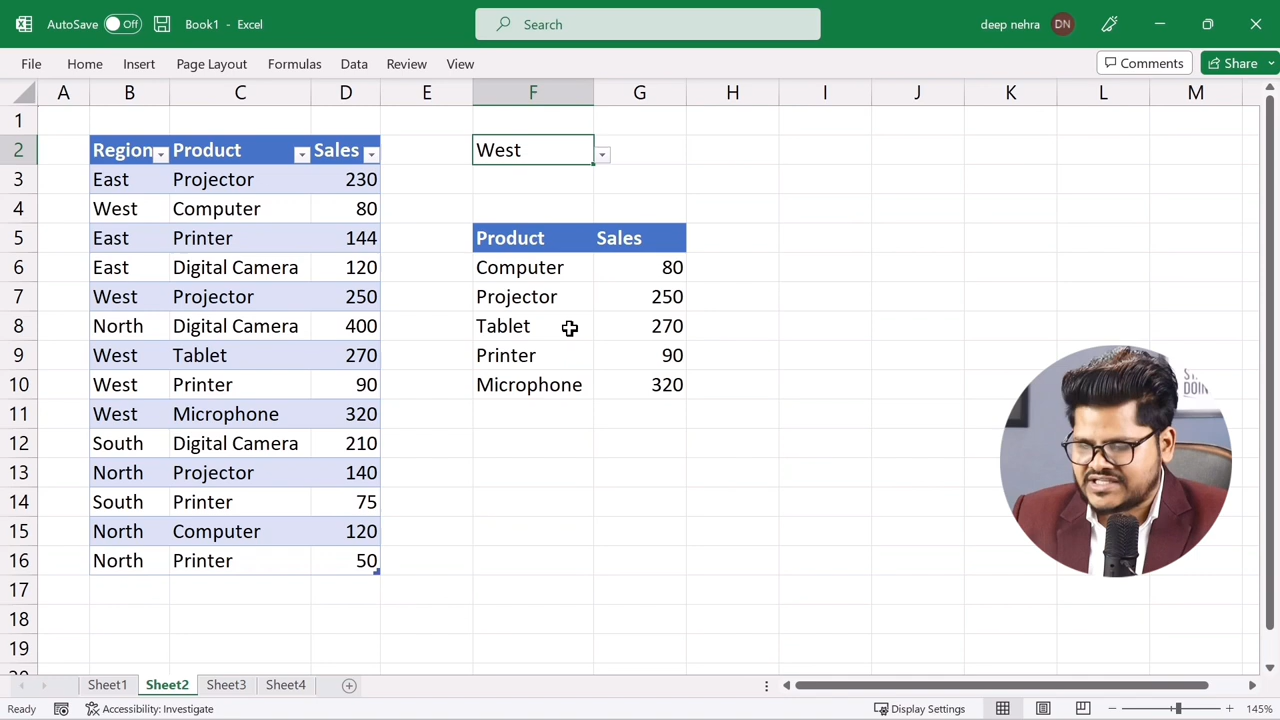 AutoSave Off Book1 - Excel Search deep nehra DN
File Home Insert Page Layout Formulas Data Review View Comments Share
A B C D E F G H I J K L M
1
2 Region Product Sales West
3 East Projector 230
4 West Computer 80
5 East Printer 144 Product Sales
6 East Digital Camera 120 Computer 80
7 West Projector 250 Projector 250
8 North Digital Camera 400 Tablet 270
9 West Tablet 270 Printer 90
10 West Printer 90 Microphone 320
11 West Microphone 320
12 South Digital Camera 210
13 North Projector 140
14 South Printer 75
15 North Computer 120
16 North Printer 50
17
18
19
Sheet1 Sheet2 Sheet3 Sheet4
Ready Accessibility: Investigate Display Settings 145%